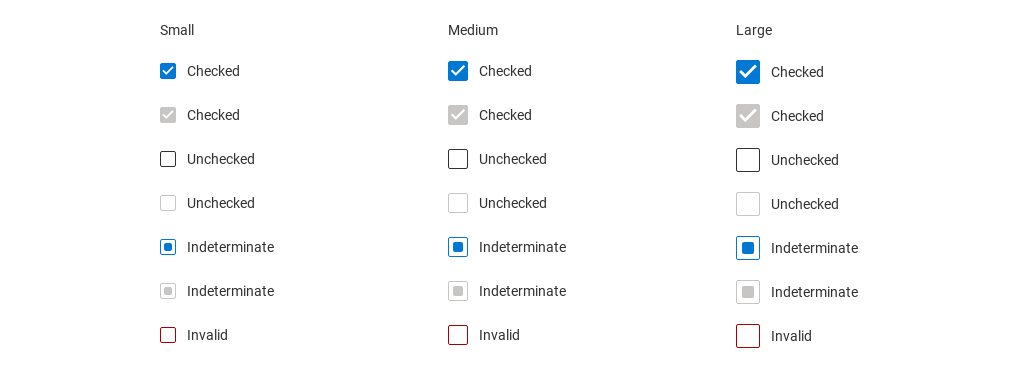 Small
Checked
Checked
Unchecked
Unchecked
Indeterminate
Indeterminate
Invalid
Medium
Checked
Checked
Unchecked
Unchecked
Indeterminate
Indeterminate
Invalid
Large
Checked
Checked
Unchecked
Unchecked
Indeterminate
Indeterminate
Invalid